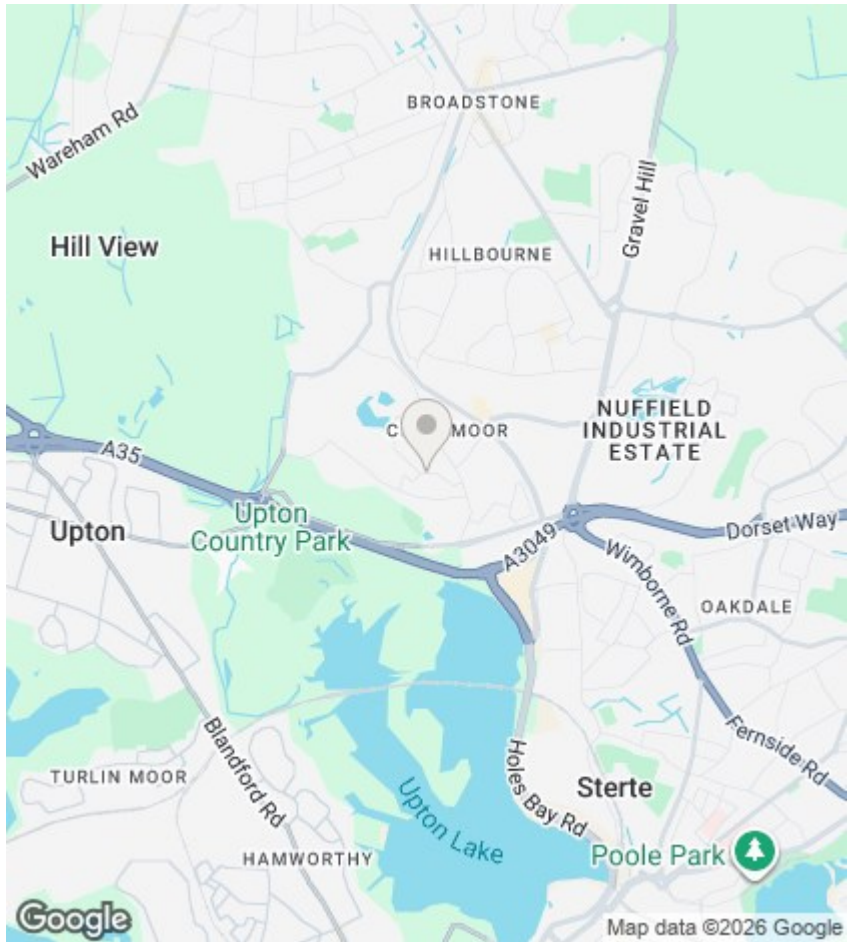 BROADSTONE
Wareham Rd
Gravel Hill
Hill View
HILLBOURNE
NUFFIELD
INDUSTRIAL
ESTATE
MOOR
A35
Upton
Country Park
Upton
A3049
Dorset Way
Wimborne Rd
OAKDALE
Blandford Rd
Holes Bay Rd
Fernside Rd
TURLIN MOOR
Upton Lake
Sterte
HAMWORTHY
Poole Park
Google
Map data ©2026 Google